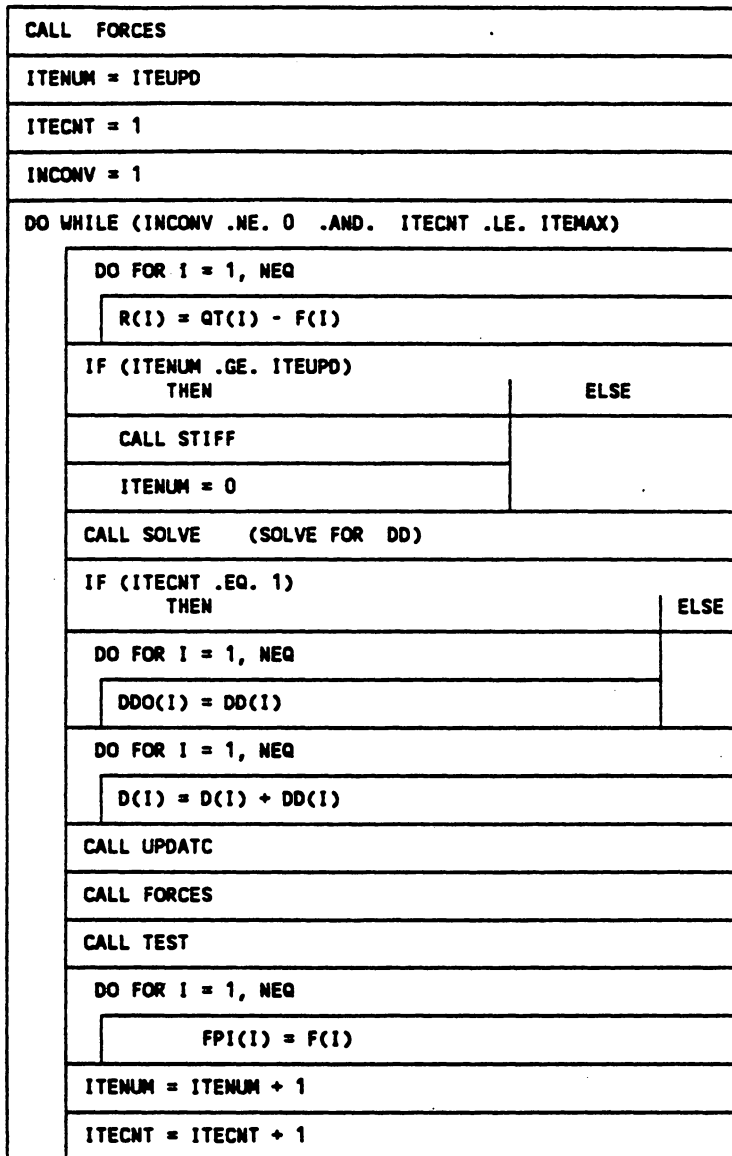 CALL FORCES
ITENUM = ITEUPD
ITECNT = 1
INCONV = 1
DO WHILE (INCONV .NE. 0 .AND. ITECNT .LE. ITEMAX)
DO FOR I = 1, NEQ
R(I) = QT(I) - F(I)
IF (ITENUM .GE. ITEUPD)
THEN ELSE
CALL STIFF
ITENUM = 0
CALL SOLVE (SOLVE FOR DD)
IF (ITECNT .EQ. 1)
THEN ELSE
DO FOR I = 1, NEQ
DDO(I) = DD(I)
DO FOR I = 1, NEQ
D(I) = D(I) + DD(I)
CALL UPDATC
CALL FORCES
CALL TEST
DO FOR I = 1, NEQ
FPI(I) = F(I)
ITENUM = ITENUM + 1
ITECNT = ITECNT + 1